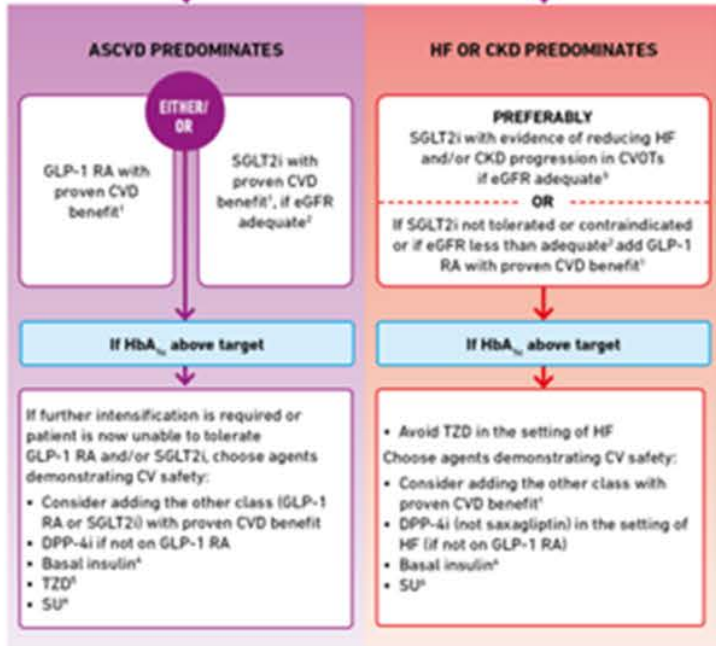 ASCVD PREDOMINATES
EITHER/
OR
GLP-1 RA with
proven CVD
benefit¹
SGLT2i with
proven CVD
benefit¹, if eGFR
adequate²
If HbA₁c above target
If further intensification is required or
patient is now unable to tolerate
GLP-1 RA and/or SGLT2i, choose agents
demonstrating CV safety:
• Consider adding the other class (GLP-1
RA or SGLT2i) with proven CVD benefit
• DPP-4i if not on GLP-1 RA
• Basal insulin⁴
• TZD⁵
• SU⁶
HF OR CKD PREDOMINATES
PREFERABLY
SGLT2i with evidence of reducing HF
and/or CKD progression in CVOTs
if eGFR adequate³
OR
If SGLT2i not tolerated or contraindicated
or if eGFR less than adequate² add GLP-1
RA with proven CVD benefit¹
If HbA₁c above target
• Avoid TZD in the setting of HF
Choose agents demonstrating CV safety:
• Consider adding the other class with
proven CVD benefit¹
• DPP-4i (not saxagliptin) in the setting of
HF (if not on GLP-1 RA)
• Basal insulin⁴
• SU⁶